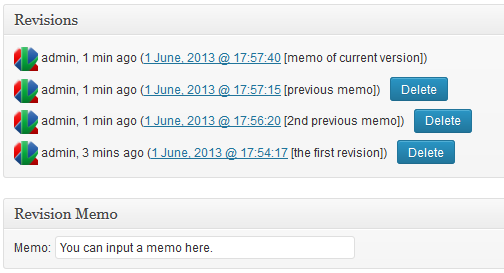 Revisions
admin, 1 min ago (1 June, 2013 @ 17:57:40 [memo of current version])
admin, 1 min ago (1 June, 2013 @ 17:57:15 [previous memo]) Delete
admin, 1 min ago (1 June, 2013 @ 17:56:20 [2nd previous memo]) Delete
admin, 3 mins ago (1 June, 2013 @ 17:54:17 [the first revision]) Delete
Revision Memo
Memo: You can input a memo here.